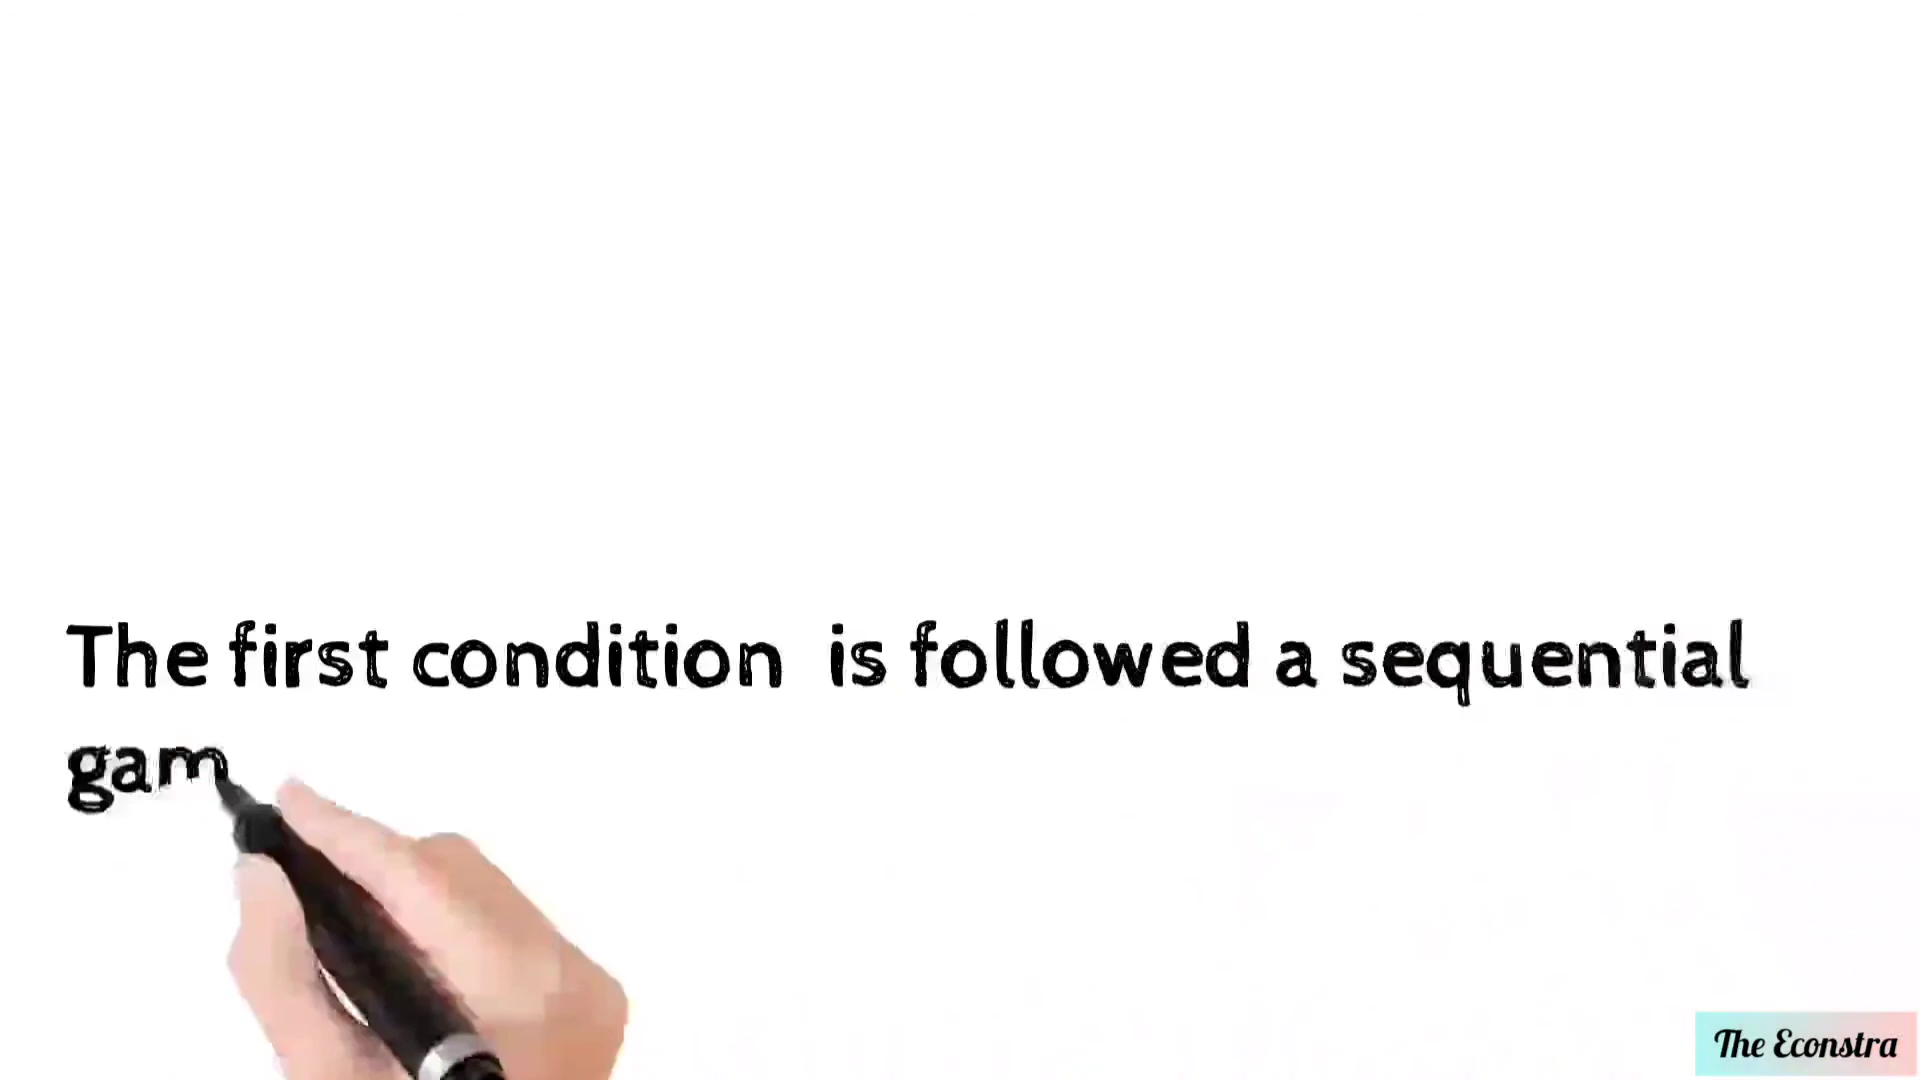 The first condition is followed a sequential
gam
The Econstra